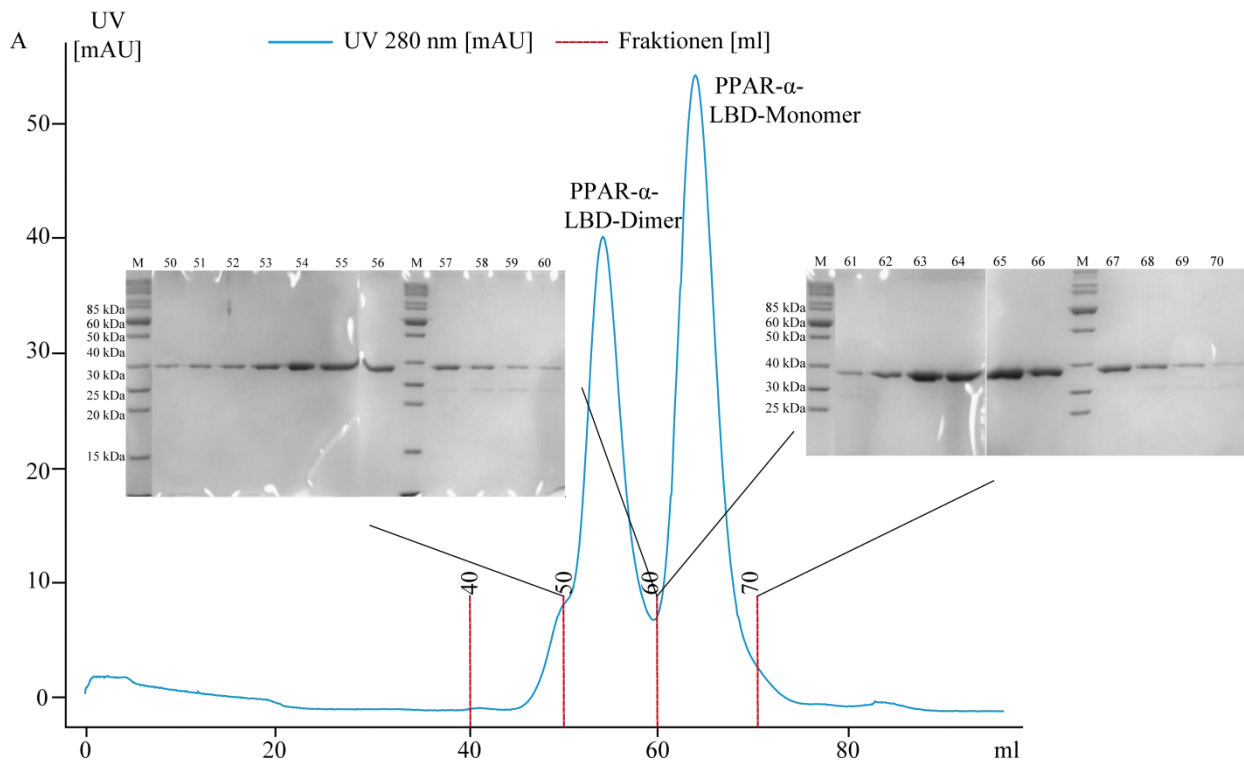 A
UV
[mAU]
UV 280 nm [mAU]
Fraktionen [ml]
PPAR-α-
LBD-Monomer
PPAR-α-
LBD-Dimer
50
40
30
20
10
0
M 50 51 52 53 54 55 56 M 57 58 59 60
85 kDa
60 kDa
50 kDa
40 kDa
30 kDa
25 kDa
20 kDa
15 kDa
M 61 62 63 64 65 66 M 67 68 69 70
85 kDa
60 kDa
50 kDa
40 kDa
30 kDa
25 kDa
40
50
60
70
0 20 40 60 80 ml